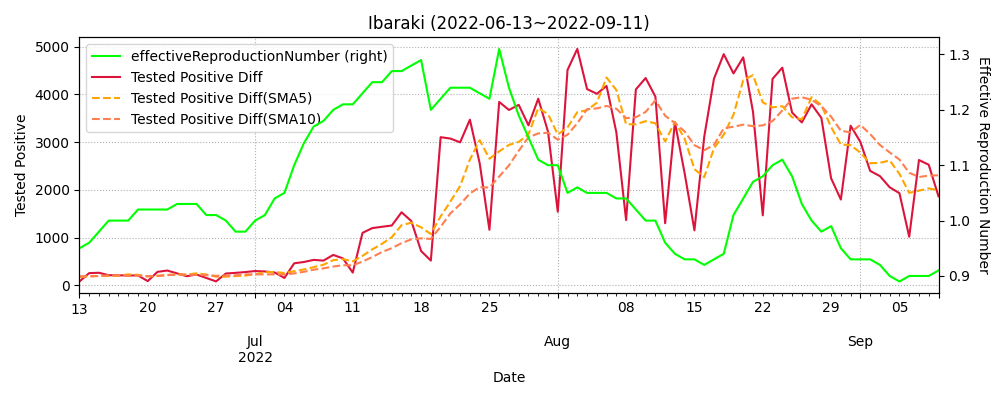 Ibaraki (2022-06-13~2022-09-11)
effectiveReproductionNumber (right)
Tested Positive Diff
Tested Positive Diff(SMA5)
Tested Positive Diff(SMA10)
Tested Positive
5000
4000
3000
2000
1000
0
Effective Reproduction Number
1.3
1.2
1.1
1.0
0.9
13 20 27 04 11 18 25 08 15 22 29 05
Jul Aug Sep
2022
Date